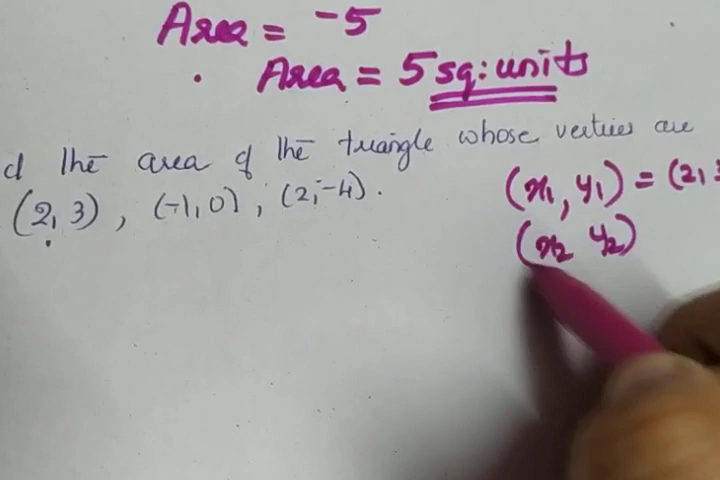 Area = -5
Area = 5 sq: units
d the area of the triangle whose vertices are
(2, 3), (-1, 0), (2, -4).
(x₁, y₁) = (2, 3
(x₂ y₂)